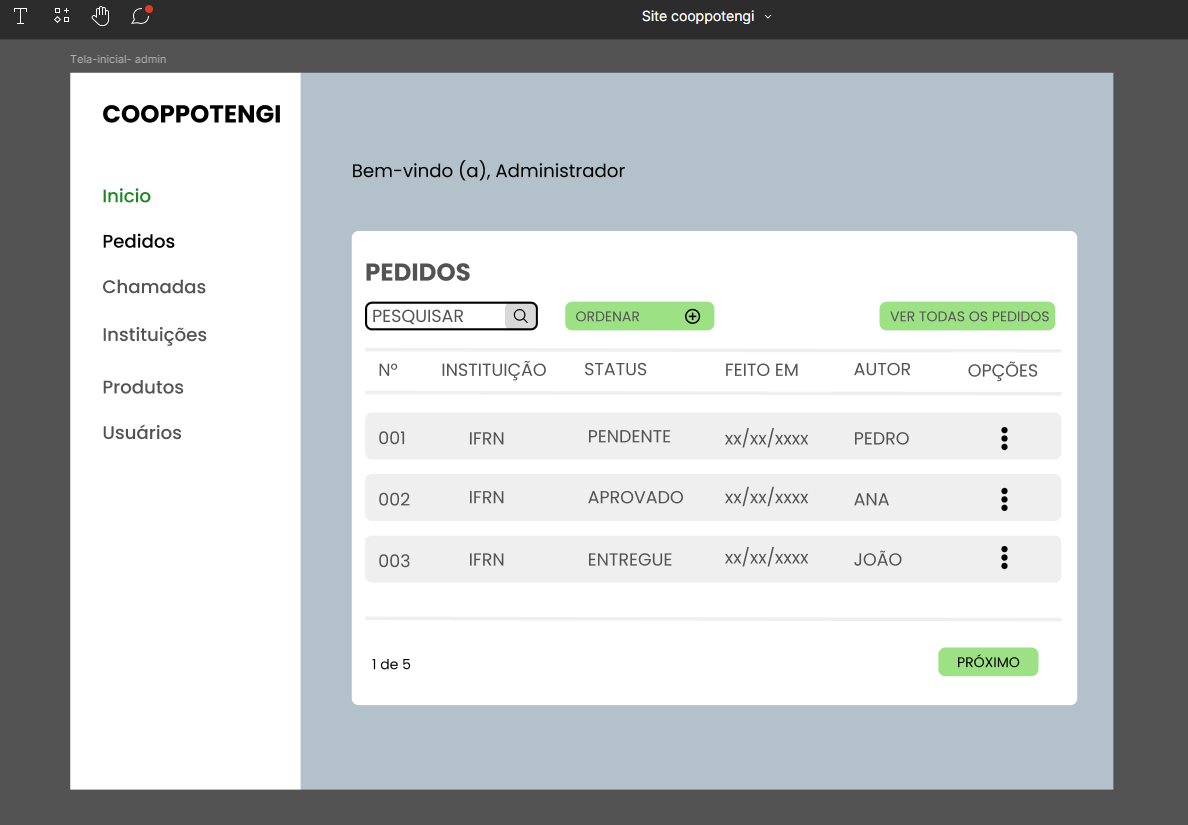 Site cooppotengi
Tela-inicial- admin
COOPPOTENGI
Inicio
Pedidos
Chamadas
Instituições
Produtos
Usuários
Bem-vindo (a), Administrador
PEDIDOS
PESQUISAR ORDENAR VER TODAS OS PEDIDOS
Nº INSTITUIÇÃO STATUS FEITO EM AUTOR OPÇÕES
001 IFRN PENDENTE xx/xx/xxxx PEDRO
002 IFRN APROVADO xx/xx/xxxx ANA
003 IFRN ENTREGUE xx/xx/xxxx JOÃO
1 de 5 PRÓXIMO